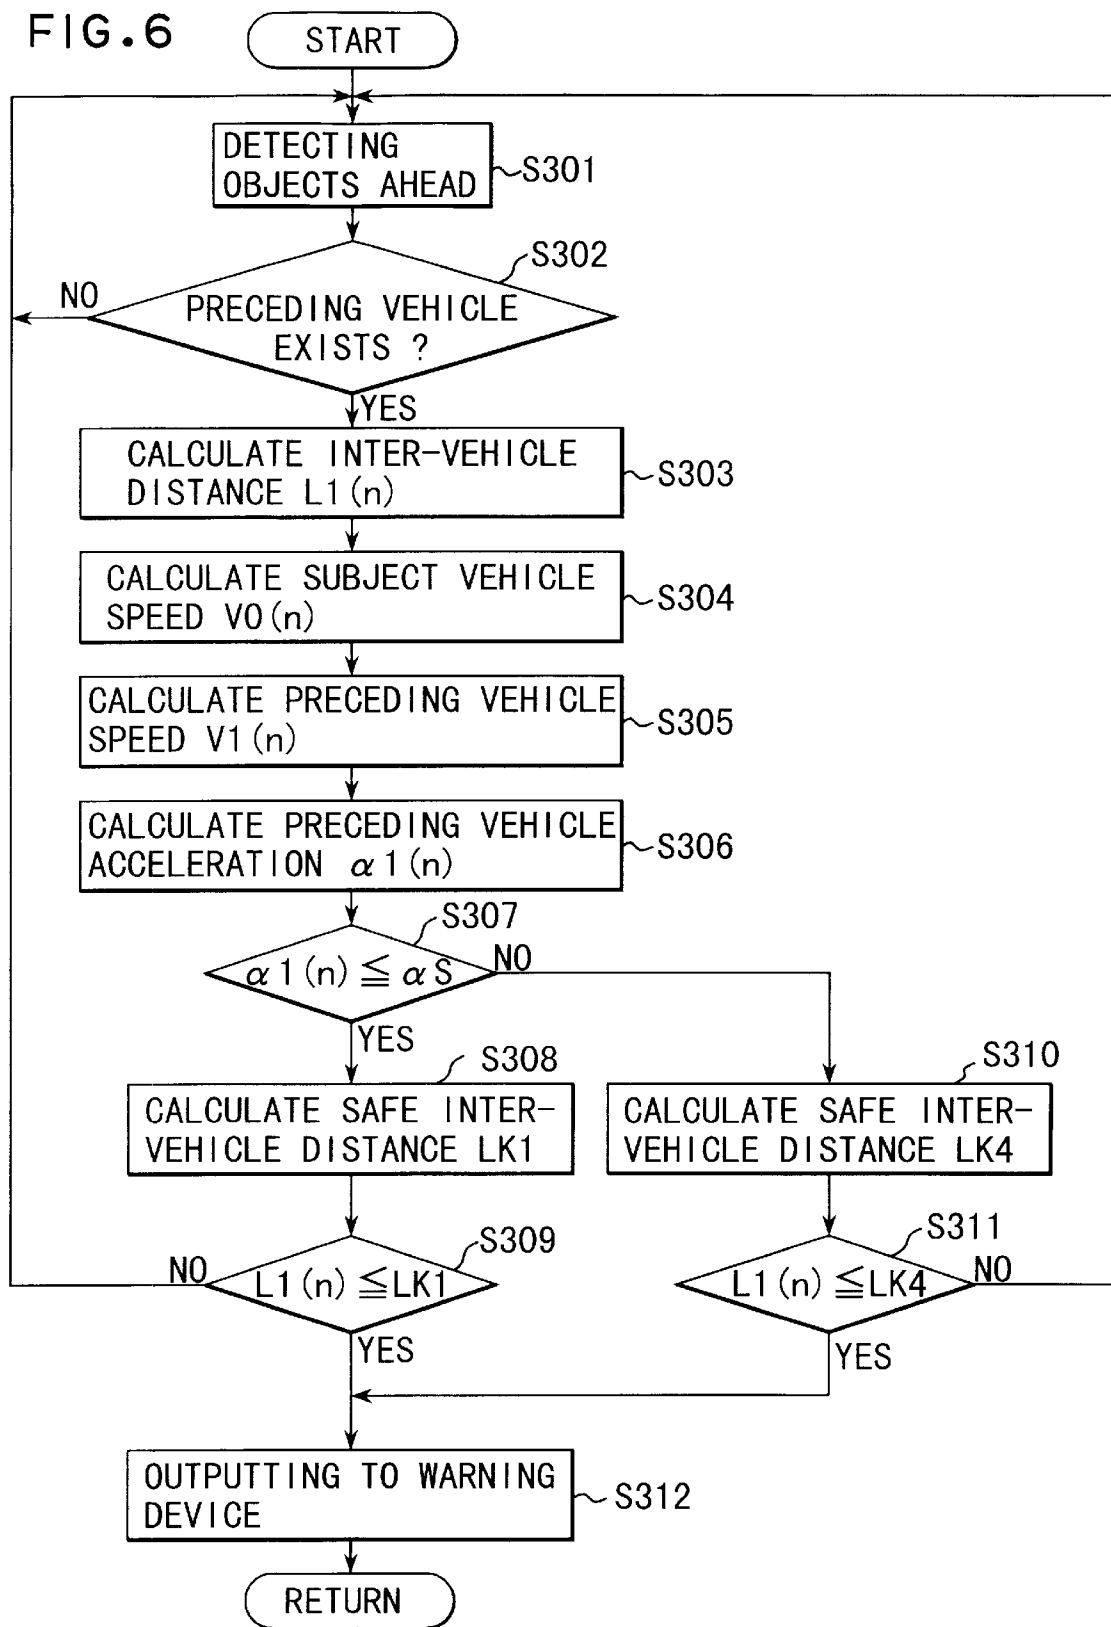 FIG.6
START
DETECTING
OBJECTS AHEAD
S301
S302
NO
PRECEDING VEHICLE
EXISTS ?
YES
CALCULATE INTER-VEHICLE
DISTANCE L1(n)
S303
CALCULATE SUBJECT VEHICLE
SPEED V0(n)
S304
CALCULATE PRECEDING VEHICLE
SPEED V1(n)
S305
CALCULATE PRECEDING VEHICLE
ACCELERATION α1(n)
S306
S307
α1(n)≦αS
NO
YES
S308
CALCULATE SAFE INTER-
VEHICLE DISTANCE LK1
S310
CALCULATE SAFE INTER-
VEHICLE DISTANCE LK4
S309
NO
L1(n)≦LK1
YES
S311
L1(n)≦LK4
NO
YES
OUTPUTTING TO WARNING
DEVICE
S312
RETURN